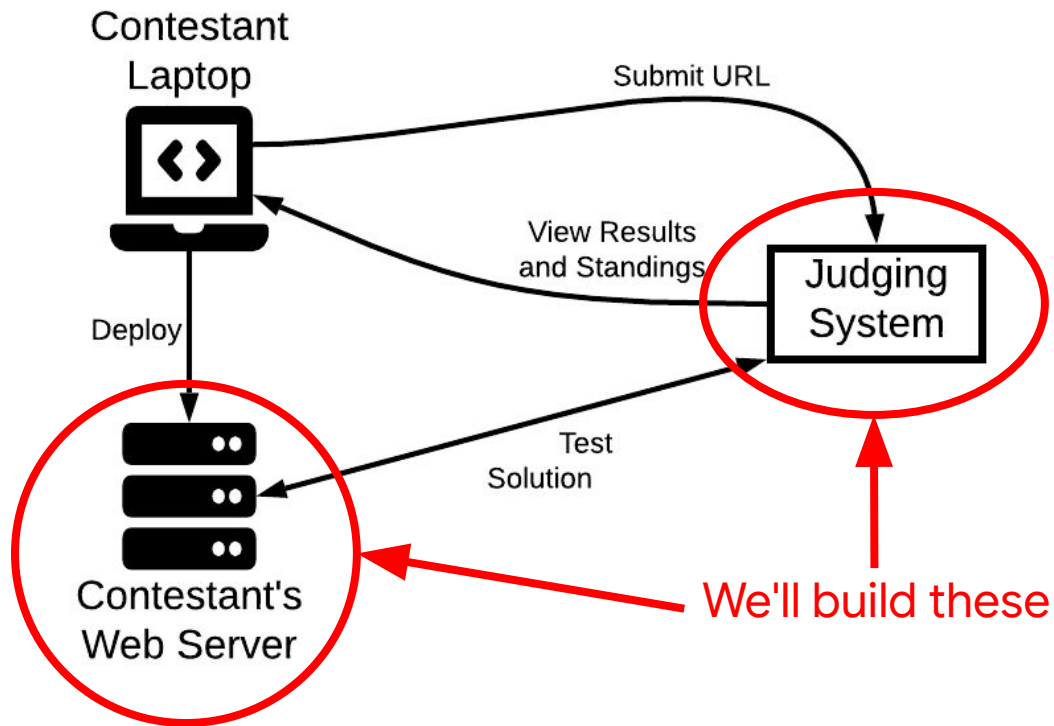 Contestant
Laptop
Submit URL
View Results
and Standings
Judging
System
Deploy
Test
Solution
Contestant's
Web Server
We'll build these